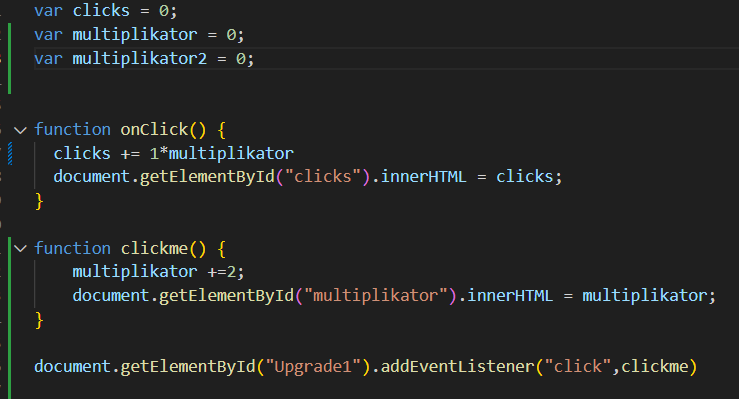 var clicks = 0;
var multiplikator = 0;
var multiplikator2 = 0;
function onClick() {
clicks += 1*multiplikator
document.getElementById("clicks").innerHTML = clicks;
}
function clickme() {
multiplikator +=2;
document.getElementById("multiplikator").innerHTML = multiplikator;
}
document.getElementById("Upgrade1").addEventListener("click",clickme)